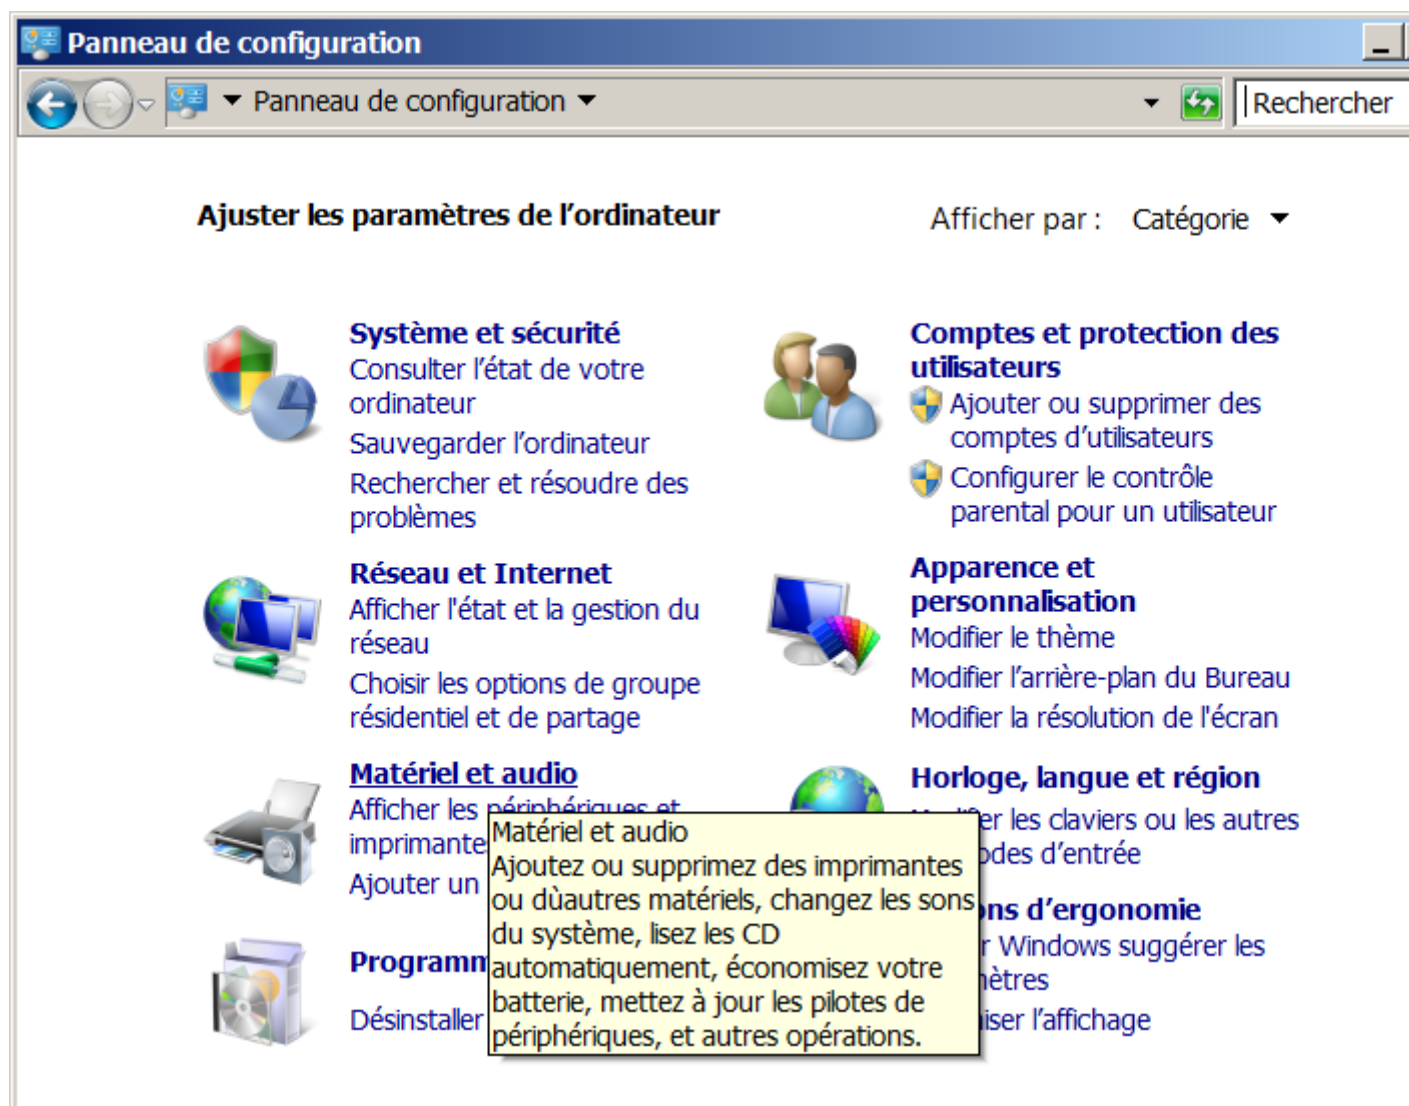 Panneau de configuration
Panneau de configuration
Rechercher
Ajuster les paramètres de l’ordinateur
Afficher par : Catégorie
Système et sécurité
Consulter l’état de votre
ordinateur
Sauvegarder l’ordinateur
Rechercher et résoudre des
problèmes
Réseau et Internet
Afficher l'état et la gestion du
réseau
Choisir les options de groupe
résidentiel et de partage
Matériel et audio
Afficher les périphériques et
Ajouter un
Désinstaller
Matériel et audio
Ajoutez ou supprimez des imprimantes
ou dùautres matériels, changez les sons
du système, lisez les CD
automatiquement, économisez votre
batterie, mettez à jour les pilotes de
périphériques, et autres opérations.
Comptes et protection des
utilisateurs
Ajouter ou supprimer des
comptes d’utilisateurs
Configurer le contrôle
parental pour un utilisateur
Apparence et
personnalisation
Modifier le thème
Modifier l’arrière-plan du Bureau
Modifier la résolution de l'écran
Horloge, langue et région
les claviers ou les autres
d’entrée
d’ergonomie
Windows suggérer les
l’affichage